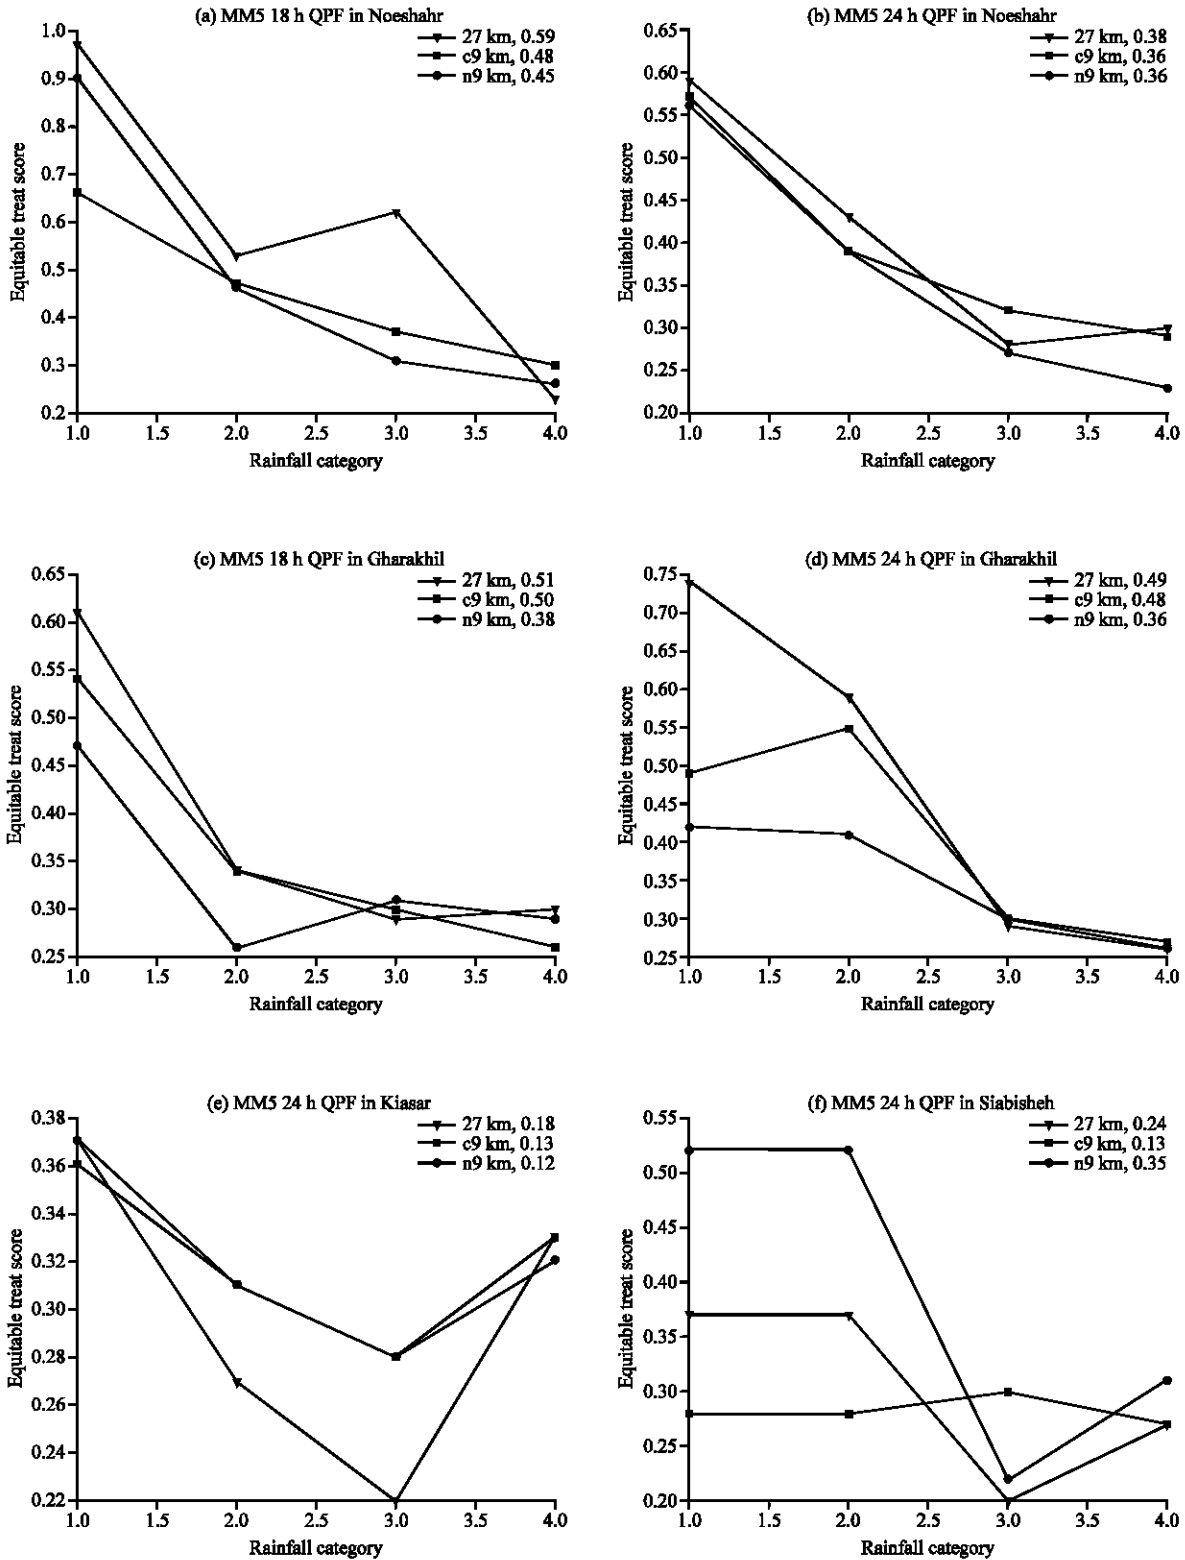 (a) MM5 18 h QPF in Noeshahr
27 km, 0.59
c9 km, 0.48
n9 km, 0.45
1.0
0.9
0.8
0.7
0.6
0.5
0.4
0.3
0.2
Equitable treat score
1.0 1.5 2.0 2.5 3.0 3.5 4.0
Rainfall category
(b) MM5 24 h QPF in Noeshahr
27 km, 0.38
c9 km, 0.36
n9 km, 0.36
0.65
0.60
0.55
0.50
0.45
0.40
0.35
0.30
0.25
0.20
Equitable treat score
1.0 1.5 2.0 2.5 3.0 3.5 4.0
Rainfall category
(c) MM5 18 h QPF in Gharakhil
27 km, 0.51
c9 km, 0.50
n9 km, 0.38
0.65
0.60
0.55
0.50
0.45
0.40
0.35
0.30
0.25
Equitable treat score
1.0 1.5 2.0 2.5 3.0 3.5 4.0
Rainfall category
(d) MM5 24 h QPF in Gharakhil
27 km, 0.49
c9 km, 0.48
n9 km, 0.36
0.75
0.70
0.65
0.60
0.55
0.50
0.45
0.40
0.35
0.30
0.25
Equitable treat score
1.0 1.5 2.0 2.5 3.0 3.5 4.0
Rainfall category
(e) MM5 24 h QPF in Kiasar
27 km, 0.18
c9 km, 0.13
n9 km, 0.12
0.38
0.36
0.34
0.32
0.30
0.28
0.26
0.24
0.22
Equitable treat score
1.0 1.5 2.0 2.5 3.0 3.5 4.0
Rainfall category
(f) MM5 24 h QPF in Siabisheh
27 km, 0.24
c9 km, 0.13
n9 km, 0.35
0.55
0.50
0.45
0.40
0.35
0.30
0.25
0.20
Equitable treat score
1.0 1.5 2.0 2.5 3.0 3.5 4.0
Rainfall category